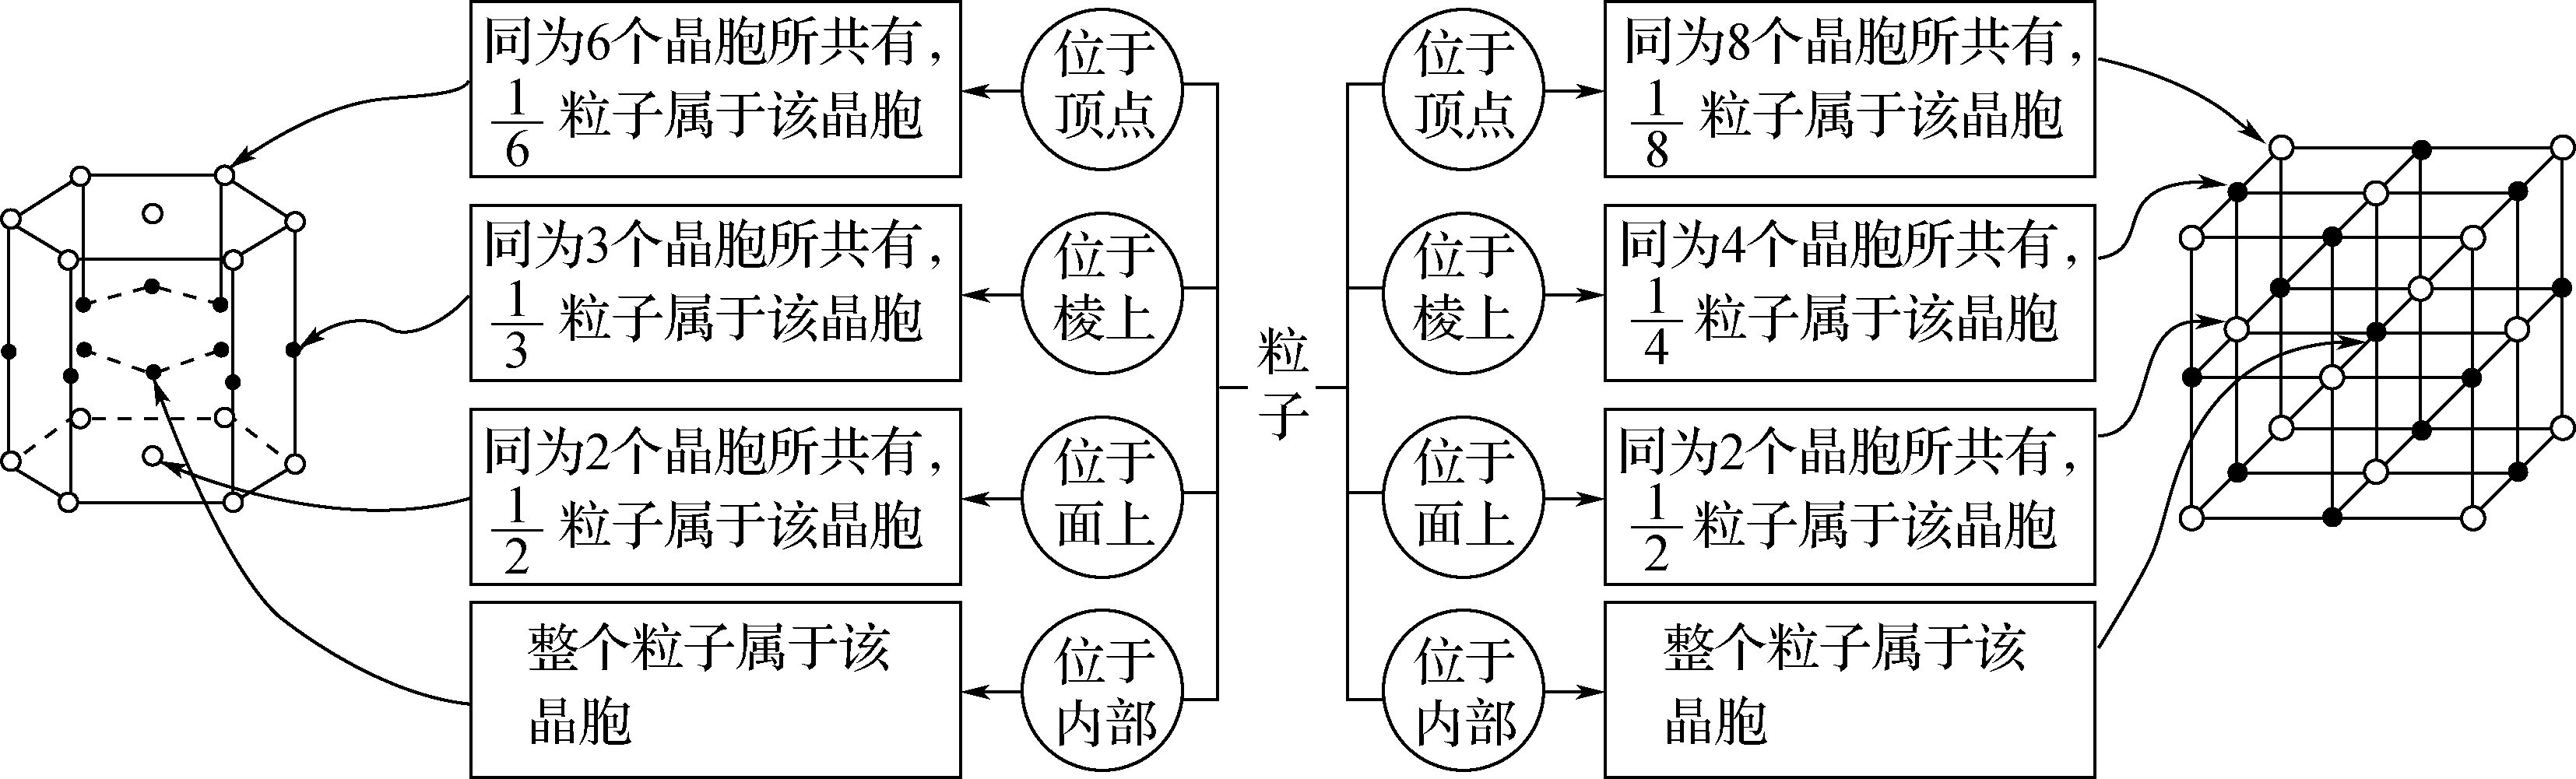 同为6个晶胞所共有,
1/6 粒子属于该晶胞
位于
顶点
同为3个晶胞所共有,
1/3 粒子属于该晶胞
位于
棱上
同为2个晶胞所共有,
1/2 粒子属于该晶胞
位于
面上
整个粒子属于该
晶胞
位于
内部
粒
子
位于
顶点
同为8个晶胞所共有,
1/8 粒子属于该晶胞
位于
棱上
同为4个晶胞所共有,
1/4 粒子属于该晶胞
位于
面上
同为2个晶胞所共有,
1/2 粒子属于该晶胞
位于
内部
整个粒子属于该
晶胞